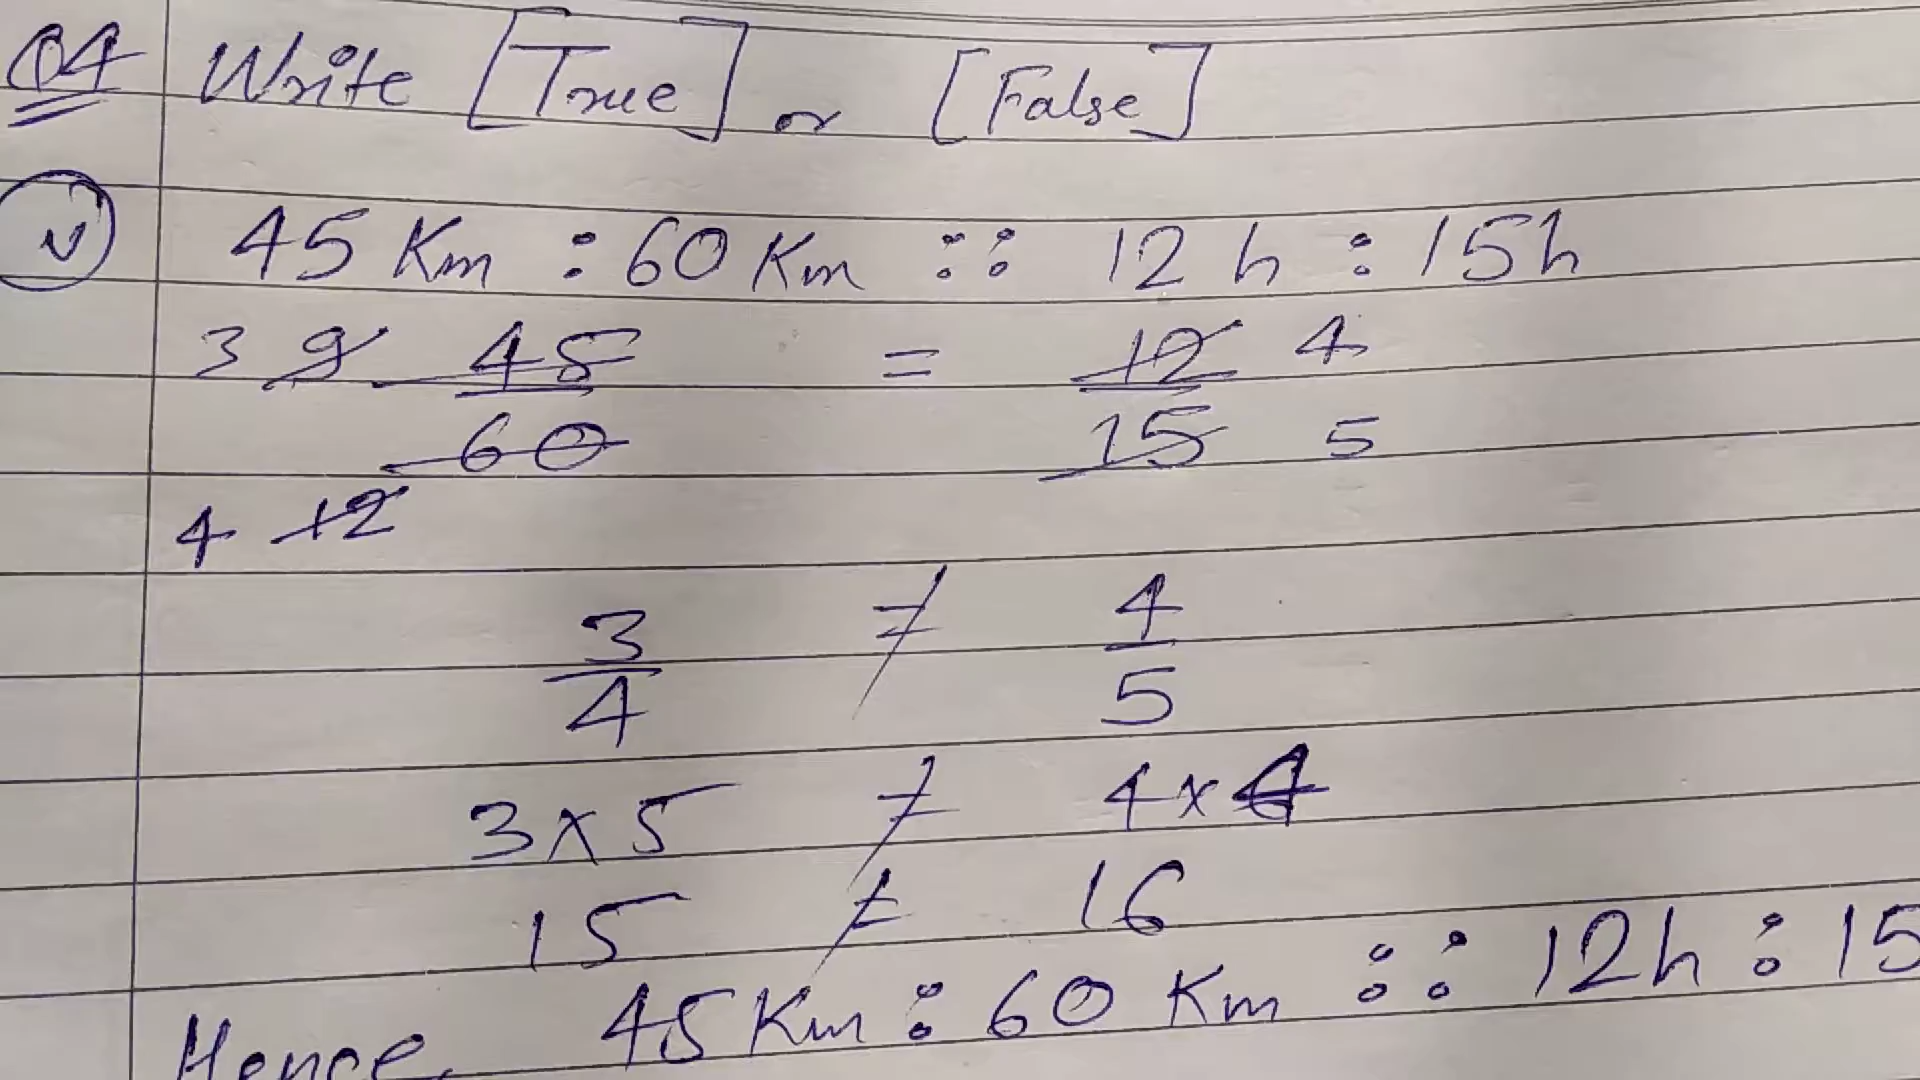 Q4 Write [True] or [False]
v) 45 Km : 60 Km :: 12 h : 15h
3 9 45 = 12 4
60 15 5
4 12
3 ≠ 4
4 5
3 x 5 ≠ 4 x 4
15 ≠ 16
Hence, 45 Km : 60 Km :: 12h : 15